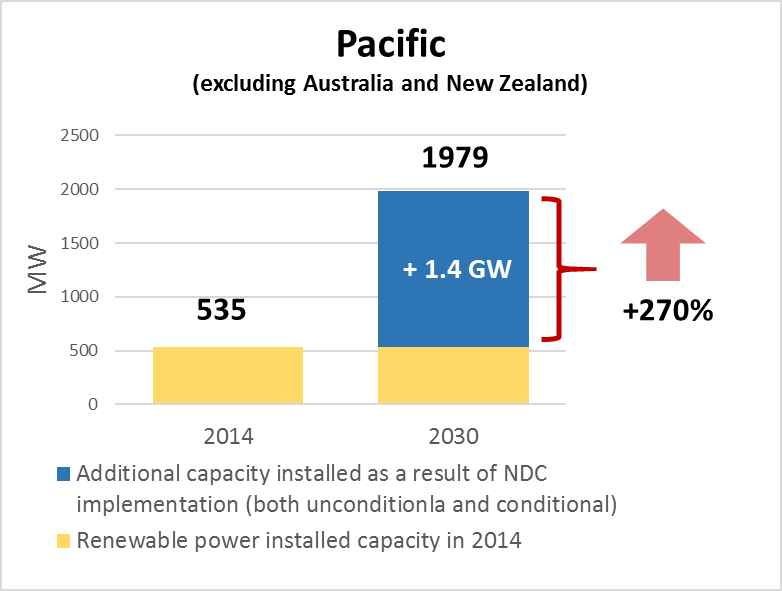 Pacific
(excluding Australia and New Zealand)
2500
2000
1500
1000
500
0
MW
535
1979
+ 1.4 GW
+270%
2014
2030
Additional capacity installed as a result of NDC
implementation (both unconditionla and conditional)
Renewable power installed capacity in 2014